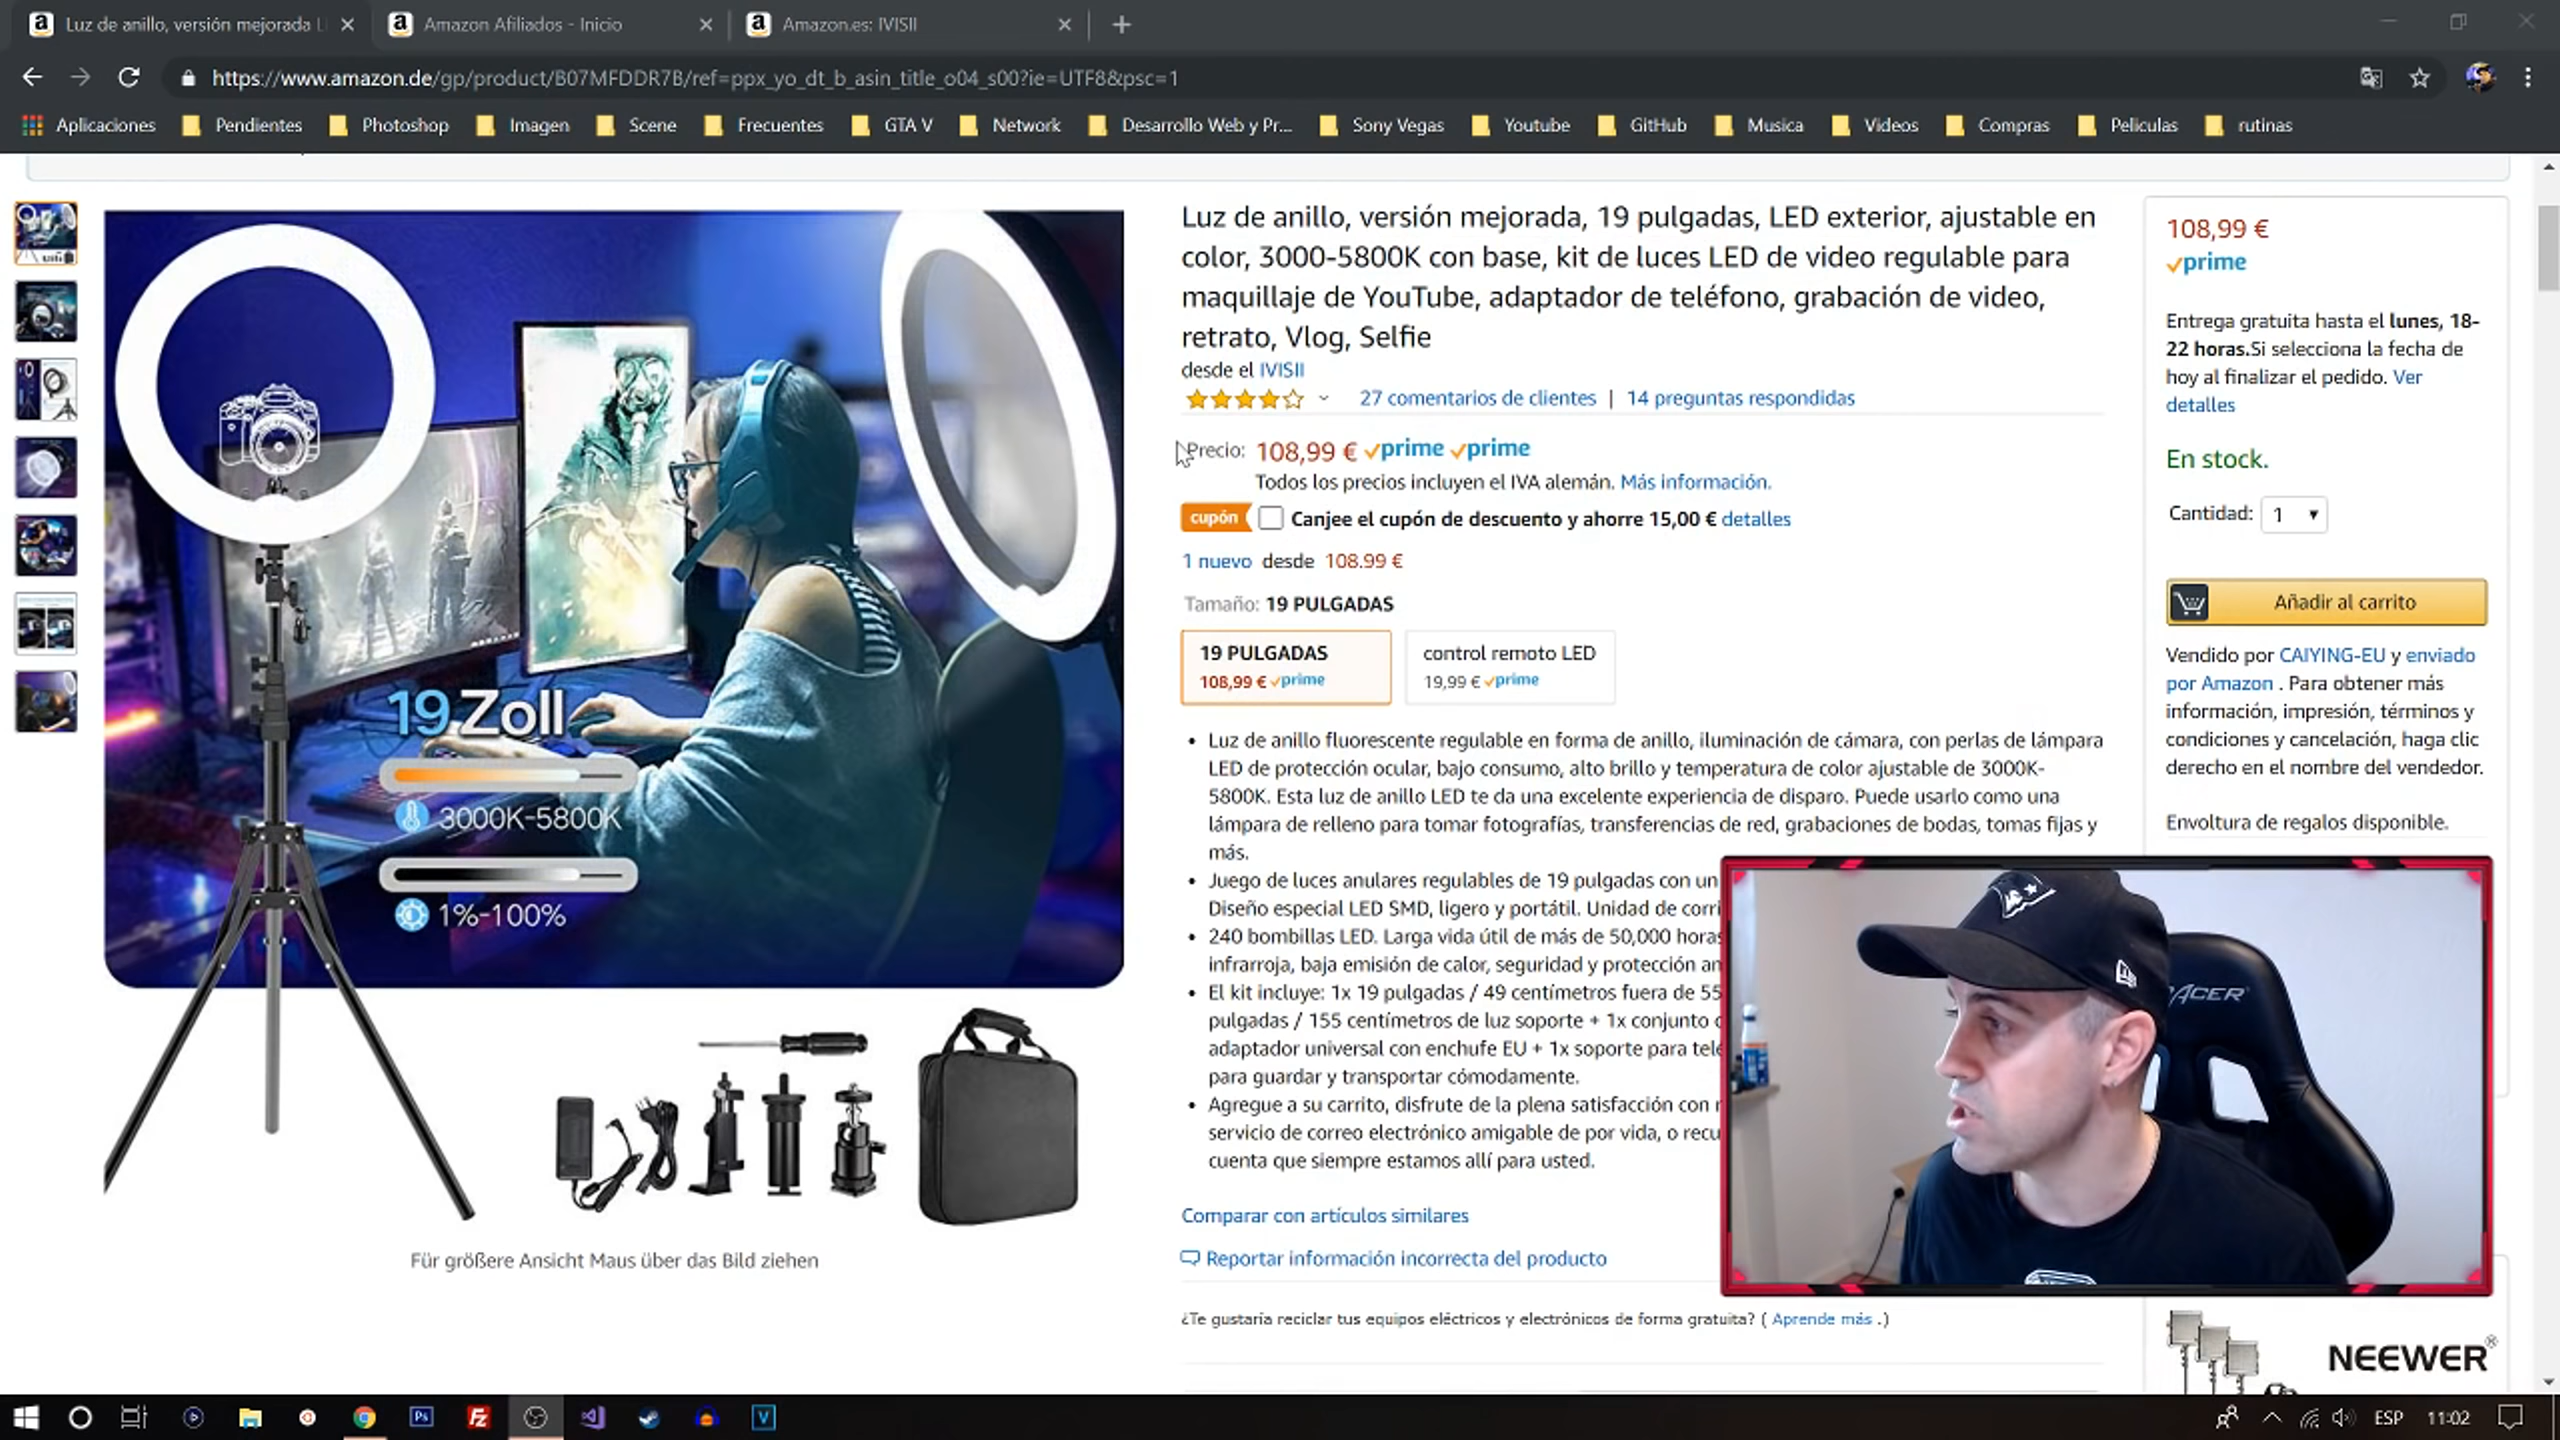 Luz de anillo, versión mejorada
Amazon Afiliados - Inicio
Amazon.es: IVISII
https://www.amazon.de/gp/product/B07MFDDR7B/ref=ppx_yo_dt_b_asin_title_o04_s00?ie=UTF8&psc=1
Aplicaciones Pendientes Photoshop Imagen Scene Frecuentes GTA V Network Desarrollo Web y Pr... Sony Vegas Youtube GitHub Musica Videos Compras Peliculas rutinas
19 Zoll
3000K-5800K
1%-100%
Für größere Ansicht Maus über das Bild ziehen
Luz de anillo, versión mejorada, 19 pulgadas, LED exterior, ajustable en
color, 3000-5800K con base, kit de luces LED de video regulable para
maquillaje de YouTube, adaptador de teléfono, grabación de video,
retrato, Vlog, Selfie
desde el IVISII
27 comentarios de clientes | 14 preguntas respondidas
Precio: 108,99 € prime prime
Todos los precios incluyen el IVA alemán. Más información.
cupón Canjee el cupón de descuento y ahorre 15,00 € detalles
1 nuevo desde 108.99 €
Tamaño: 19 PULGADAS
19 PULGADAS
108,99 € prime
control remoto LED
19,99 € prime
• Luz de anillo fluorescente regulable en forma de anillo, iluminación de cámara, con perlas de lámpara
LED de protección ocular, bajo consumo, alto brillo y temperatura de color ajustable de 3000K-
5800K. Esta luz de anillo LED te da una excelente experiencia de disparo. Puede usarlo como una
lámpara de relleno para tomar fotografías, transferencias de red, grabaciones de bodas, tomas fijas y
más.
• Juego de luces anulares regulables de 19 pulgadas con un
Diseño especial LED SMD, ligero y portátil. Unidad de corri
• 240 bombillas LED. Larga vida útil de más de 50,000 horas
infrarroja, baja emisión de calor, seguridad y protección am
• El kit incluye: 1x 19 pulgadas / 49 centímetros fuera de 55
pulgadas / 155 centímetros de luz soporte + 1x conjunto
adaptador universal con enchufe EU + 1x soporte para tele
para guardar y transportar cómodamente.
• Agregue a su carrito, disfrute de la plena satisfacción con
servicio de correo electrónico amigable de por vida, o recu
cuenta que siempre estamos allí para usted.
Comparar con artículos similares
Reportar información incorrecta del producto
¿Te gustaría reciclar tus equipos eléctricos y electrónicos de forma gratuita? ( Aprende más .)
108,99 €
prime
Entrega gratuita hasta el lunes, 18-
22 horas.Si selecciona la fecha de
hoy al finalizar el pedido. Ver
detalles
En stock.
Cantidad: 1
Añadir al carrito
Vendido por CAIYING-EU y enviado
por Amazon . Para obtener más
información, impresión, términos y
condiciones y cancelación, haga clic
derecho en el nombre del vendedor.
Envoltura de regalos disponible.
NEEWER®
ESP 11:02